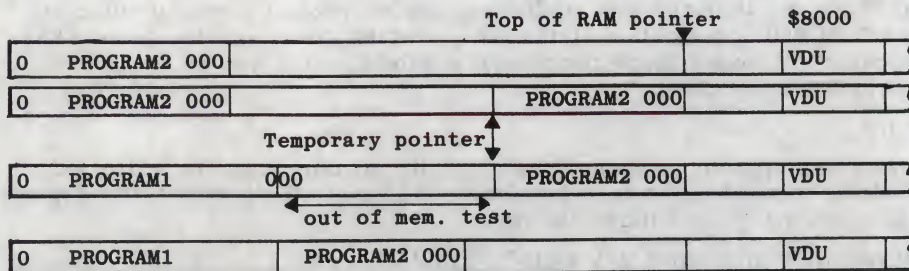 Top of RAM pointer $8000
0 PROGRAM2 000 VDU
0 PROGRAM2 000 PROGRAM2 000 VDU
Temporary pointer
0 PROGRAM1 000 PROGRAM2 000 VDU
out of mem. test
0 PROGRAM1 PROGRAM2 000 VDU